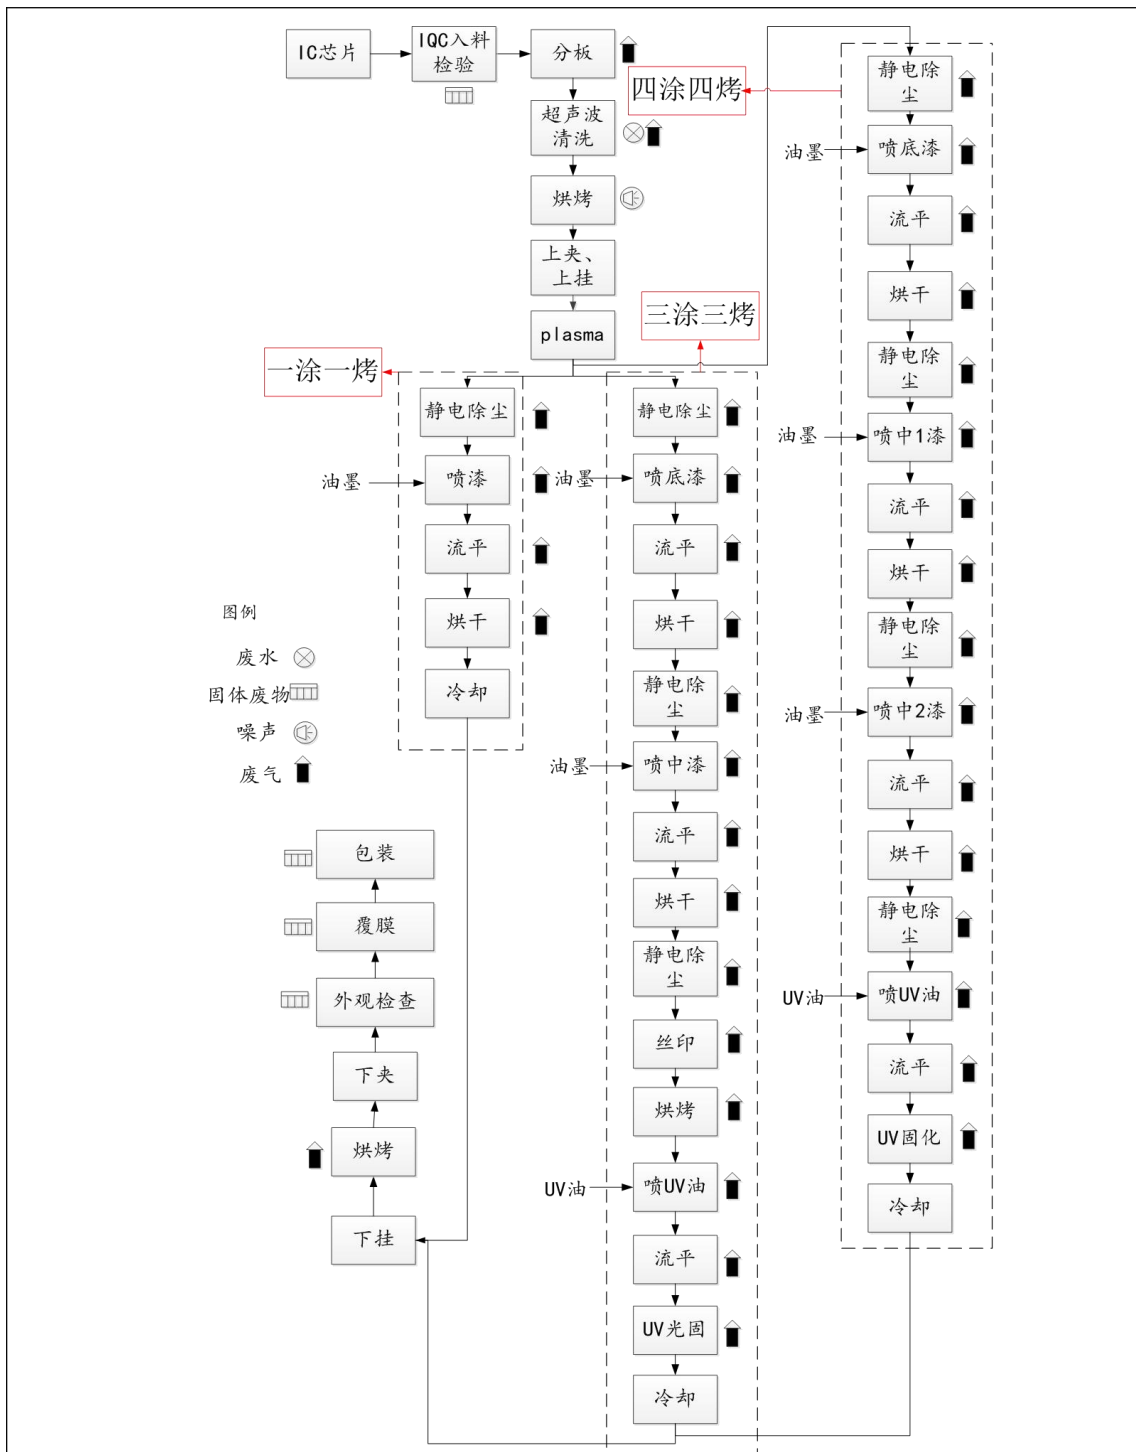 IC芯片
IQC入料
检验
分板
超声波
清洗
烘烤
上夹、
上挂
plasma
一涂一烤
静电除尘
油墨
喷漆
流平
烘干
冷却
三涂三烤
静电除尘
油墨
喷底漆
流平
烘干
静电除
尘
油墨
喷中漆
流平
烘干
静电除
尘
丝印
烘烤
UV油
喷UV油
流平
UV光固
冷却
四涂四烤
静电除
尘
油墨
喷底漆
流平
烘干
静电除
尘
油墨
喷中1漆
流平
烘干
静电除
尘
油墨
喷中2漆
流平
烘干
静电除
尘
UV油
喷UV油
流平
UV固化
冷却
下挂
烘烤
下夹
外观检查
覆膜
包装
图例
废水
固体废物
噪声
废气